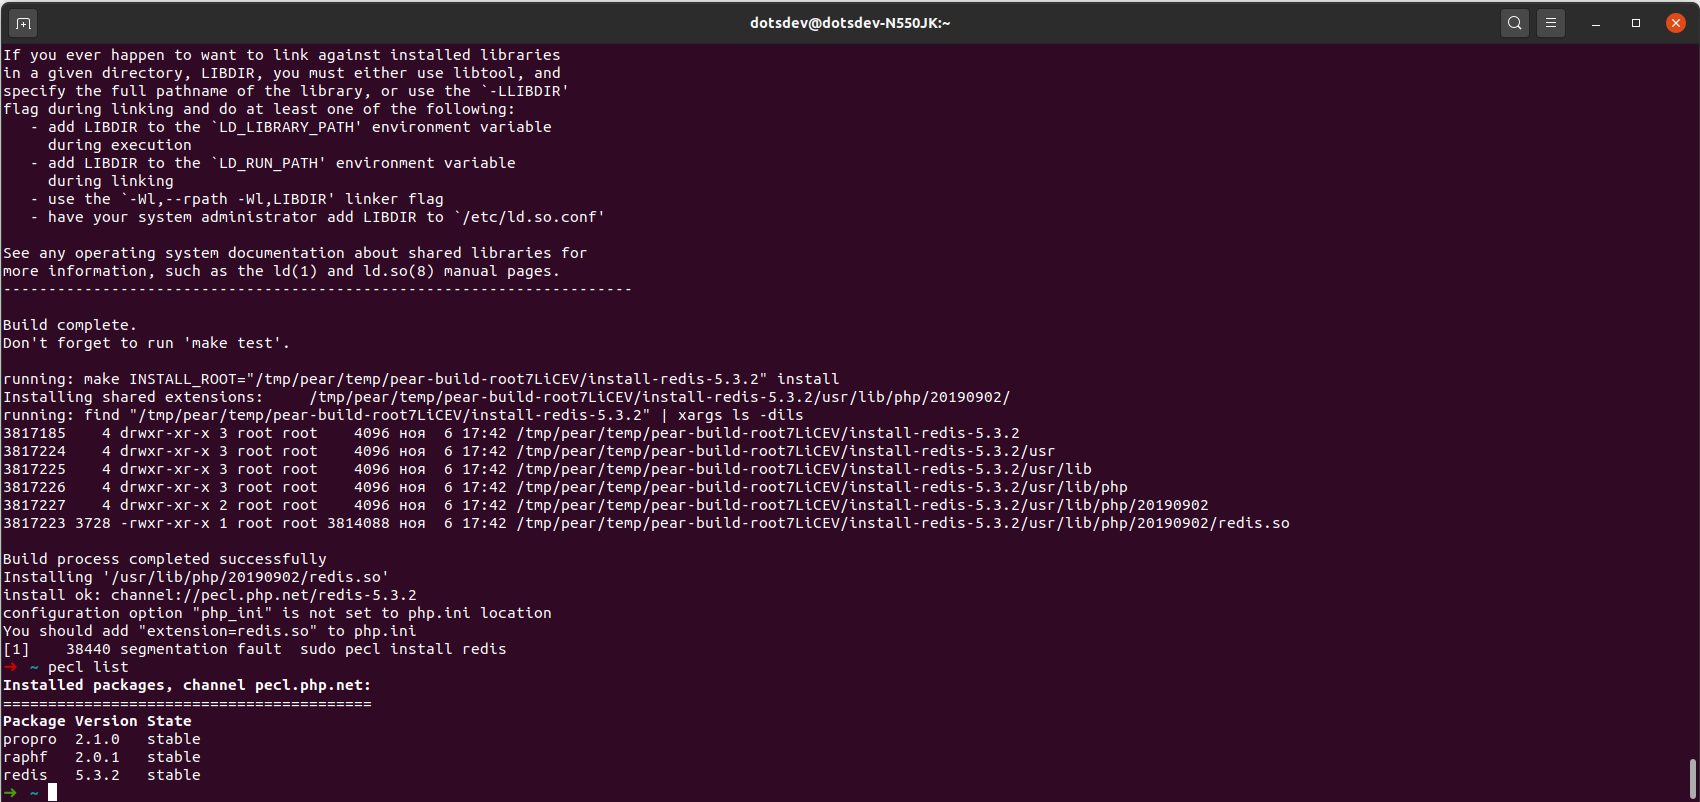 dotsdev@dotsdev-N550JK:~
If you ever happen to want to link against installed libraries
in a given directory, LIBDIR, you must either use libtool, and
specify the full pathname of the library, or use the `-LLIBDIR'
flag during linking and do at least one of the following:
   - add LIBDIR to the `LD_LIBRARY_PATH' environment variable
     during execution
   - add LIBDIR to the `LD_RUN_PATH' environment variable
     during linking
   - use the `-Wl,--rpath -Wl,LIBDIR' linker flag
   - have your system administrator add LIBDIR to `/etc/ld.so.conf'

See any operating system documentation about shared libraries for
more information, such as the ld(1) and ld.so(8) manual pages.
----------------------------------------------------------------------

Build complete.
Don't forget to run 'make test'.

running: make INSTALL_ROOT="/tmp/pear/temp/pear-build-root7LiCEV/install-redis-5.3.2" install
Installing shared extensions:     /tmp/pear/temp/pear-build-root7LiCEV/install-redis-5.3.2/usr/lib/php/20190902/
running: find "/tmp/pear/temp/pear-build-root7LiCEV/install-redis-5.3.2" | xargs ls -dils
3817185    4 drwxr-xr-x 3 root root    4096 ноя  6 17:42 /tmp/pear/temp/pear-build-root7LiCEV/install-redis-5.3.2
3817224    4 drwxr-xr-x 3 root root    4096 ноя  6 17:42 /tmp/pear/temp/pear-build-root7LiCEV/install-redis-5.3.2/usr
3817225    4 drwxr-xr-x 3 root root    4096 ноя  6 17:42 /tmp/pear/temp/pear-build-root7LiCEV/install-redis-5.3.2/usr/lib
3817226    4 drwxr-xr-x 3 root root    4096 ноя  6 17:42 /tmp/pear/temp/pear-build-root7LiCEV/install-redis-5.3.2/usr/lib/php
3817227    4 drwxr-xr-x 2 root root    4096 ноя  6 17:42 /tmp/pear/temp/pear-build-root7LiCEV/install-redis-5.3.2/usr/lib/php/20190902
3817223 3728 -rwxr-xr-x 1 root root 3814088 ноя  6 17:42 /tmp/pear/temp/pear-build-root7LiCEV/install-redis-5.3.2/usr/lib/php/20190902/redis.so

Build process completed successfully
Installing '/usr/lib/php/20190902/redis.so'
install ok: channel://pecl.php.net/redis-5.3.2
configuration option "php_ini" is not set to php.ini location
You should add "extension=redis.so" to php.ini
[1]    38440 segmentation fault  sudo pecl install redis
➜  ~ pecl list
Installed packages, channel pecl.php.net:
=========================================
Package Version State
propro  2.1.0   stable
raphf   2.0.1   stable
redis   5.3.2   stable
➜  ~